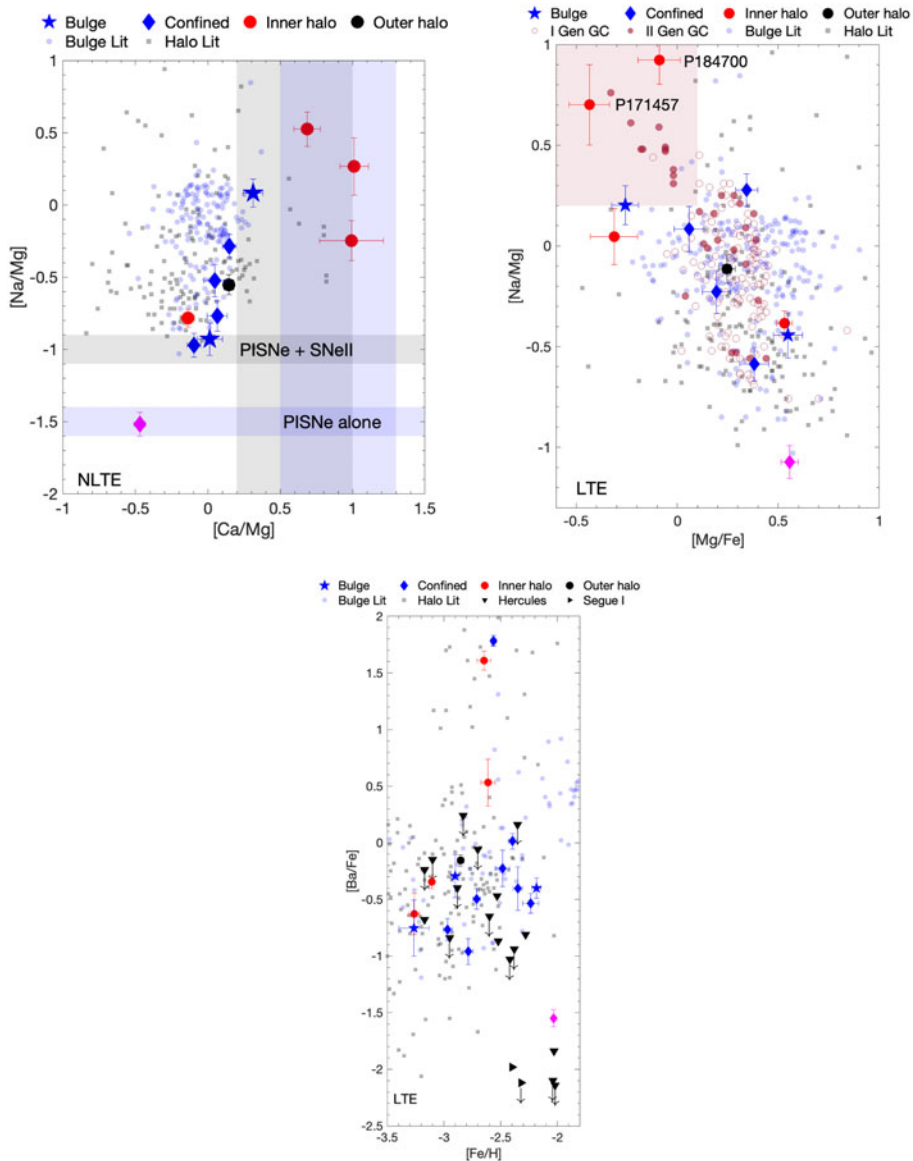 Bulge Confined Inner halo Outer halo
Bulge Lit Halo Lit
1
0.5
0
-0.5
-1
-1.5
-2
[Na/Mg]
PISNe + SNeII
PISNe alone
NLTE
-1 -0.5 0 0.5 1 1.5
[Ca/Mg]
Bulge Confined Inner halo Outer halo
I Gen GC II Gen GC Bulge Lit Halo Lit
1
0.5
0
-0.5
-1
[Na/Mg]
P184700
P171457
LTE
-0.5 0 0.5 1
[Mg/Fe]
Bulge Confined Inner halo Outer halo
Bulge Lit Halo Lit Hercules Segue I
2
1.5
1
0.5
0
-0.5
-1
-1.5
-2
-2.5
[Ba/Fe]
LTE
-3.5 -3 -2.5 -2
[Fe/H]